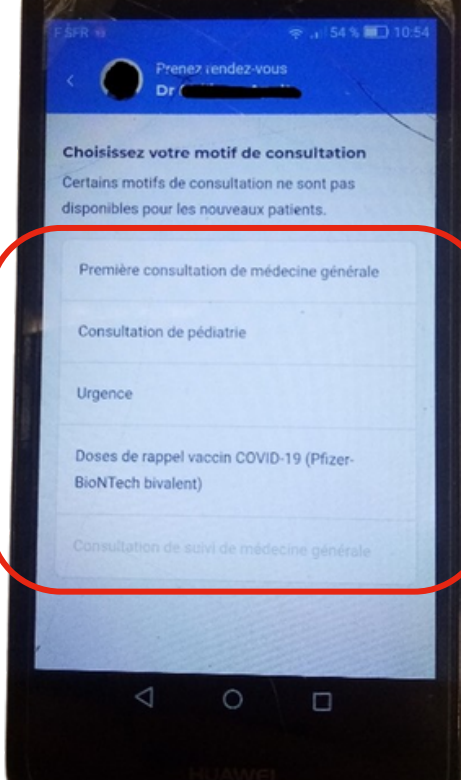 F SFR
54 % 10:54
Prenez rendez-vous
Dr
Choisissez votre motif de consultation
Certains motifs de consultation ne sont pas
disponibles pour les nouveaux patients.
Première consultation de médecine générale
Consultation de pédiatrie
Urgence
Doses de rappel vaccin COVID-19 (Pfizer-
BioNTech bivalent)
Consultation de suivi de médecine générale
HUAWEI